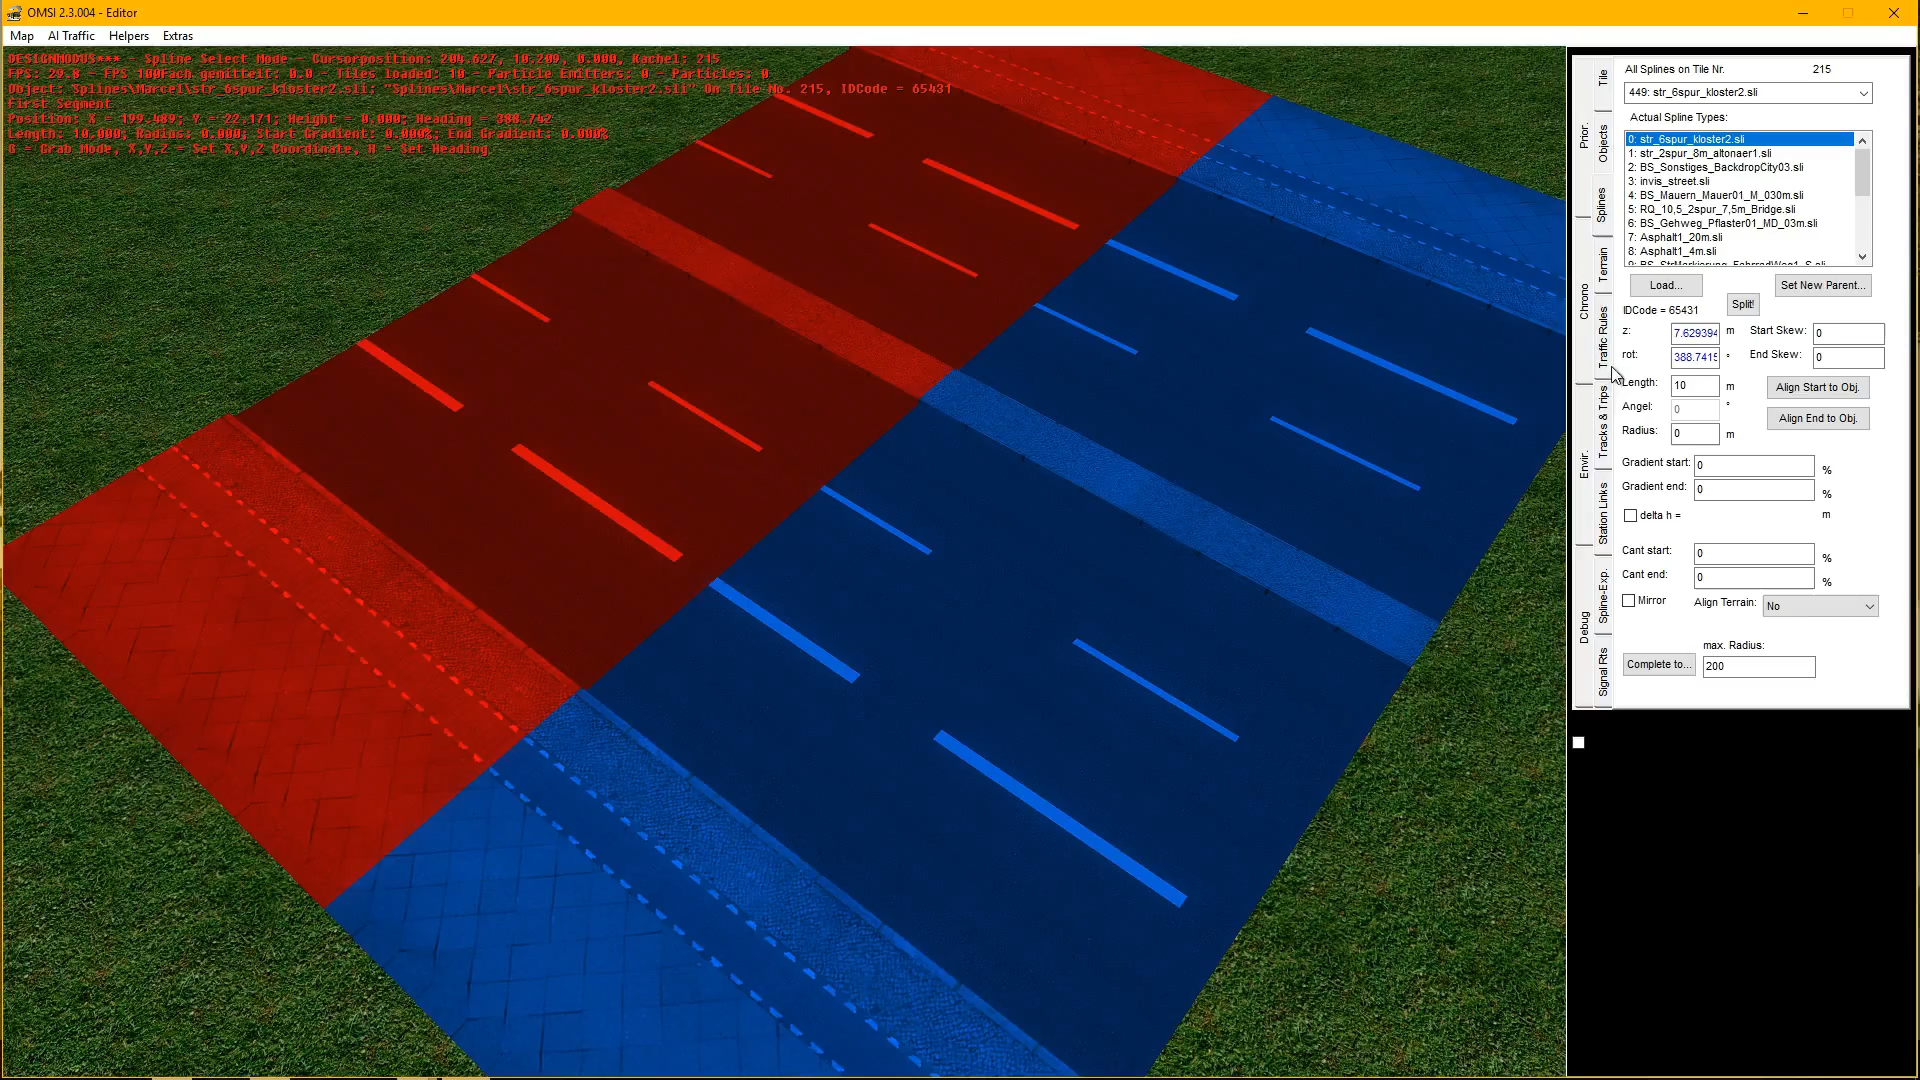 OMSI 2.3.004 - Editor
Map AI Traffic Helpers Extras
DESIGNMODUS*** - Spline Select Mode - Cursorposition: 204.627, 10.209, 0.000, Kachel: 215
FPS: 29.8 - FPS 100fach gemittelt: 0.0 - Tiles loaded: 10 - Particle Emitters: 0 - Particles: 0
Object: Splines\Marcel\str_6spur_kloster2.sli: "Splines\Marcel\str_6spur_kloster2.sli" On Tile No. 215, IDCode = 65431
First Segment
Position: X = 199.489; Y = 22.171; Height = 0.000; Heading = 388.742
Length: 10.000; Radius: 0.000; Start Gradient: 0.000%; End Gradient: 0.000%
G = Grab Mode, X,Y,Z = Set X,Y,Z Coordinate, H = Set Heading
Prior.
Chrono
Envir.
Debug
Tile
Objects
Splines
Terrain
Traffic Rules
Tracks & Trips
Station Links
Spline-Exp.
Signal Rts
All Splines on Tile Nr. 215
449: str_6spur_kloster2.sli
Actual Spline Types:
0: str_6spur_kloster2.sli
1: str_2spur_8m_altonaer1.sli
2: BS_Sonstiges_BackdropCity03.sli
3: invis_street.sli
4: BS_Mauern_Mauer01_M_030m.sli
5: RQ_10,5_2spur_7,5m_Bridge.sli
6: BS_Gehweg_Pflaster01_MD_03m.sli
7: Asphalt1_20m.sli
8: Asphalt1_4m.sli
9: BS_StrMarkierung_FahrradWeg1_S.sli
Load... Set New Parent...
Split!
IDCode = 65431
z: 7.629394 m Start Skew: 0
rot: 388.7415 ° End Skew: 0
Length: 10 m Align Start to Obj.
Angel: 0 °
Align End to Obj.
Radius: 0 m
Gradient start: 0 %
Gradient end: 0 %
delta h = m
Cant start: 0 %
Cant end: 0 %
Mirror Align Terrain: No
max. Radius:
Complete to... 200